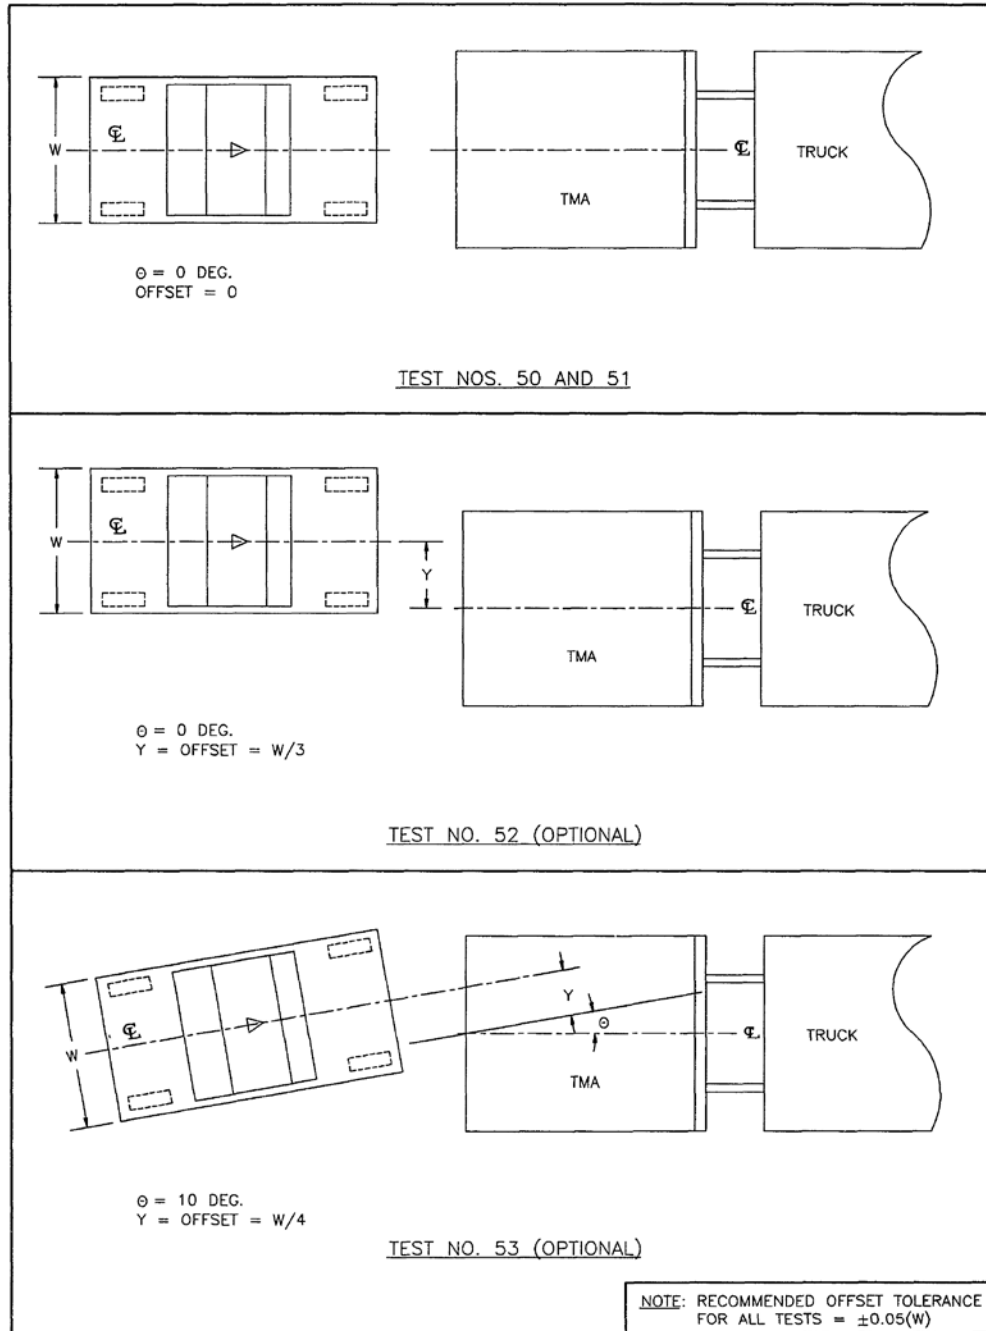 W
℄
℄
TRUCK
TMA
Θ = 0 DEG.
OFFSET = 0
TEST NOS. 50 AND 51
W
℄
Y
℄
TRUCK
TMA
Θ = 0 DEG.
Y = OFFSET = W/3
TEST NO. 52 (OPTIONAL)
W
℄
Y
Θ
℄
TRUCK
TMA
Θ = 10 DEG.
Y = OFFSET = W/4
TEST NO. 53 (OPTIONAL)
NOTE: RECOMMENDED OFFSET TOLERANCE
FOR ALL TESTS = ±0.05(W)